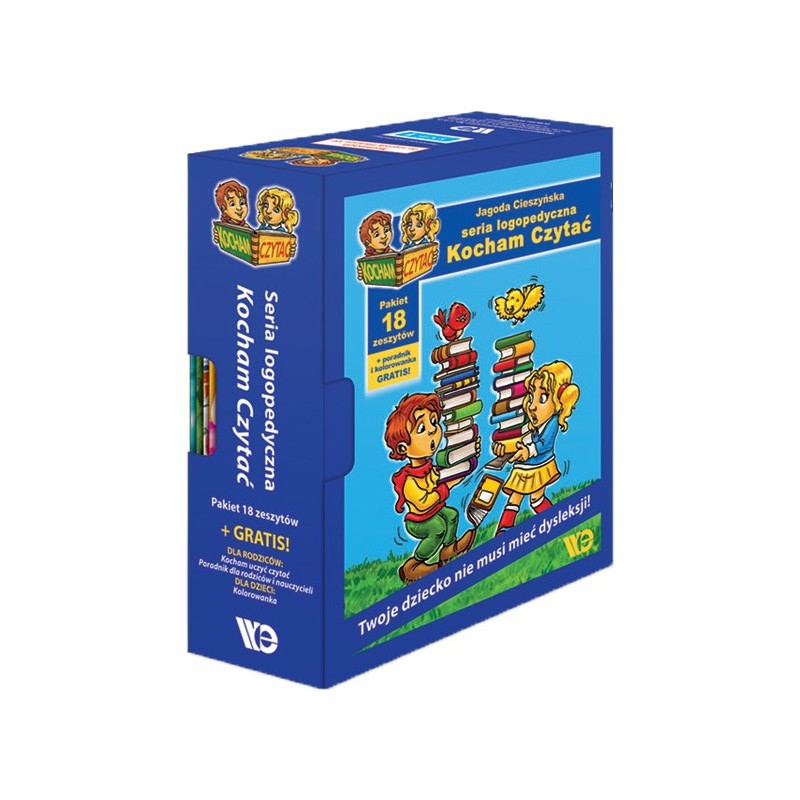 KOCHAM CZYTAĆ
Seria logopedyczna
Kocham Czytać
Pakiet 18 zeszytów
+ GRATIS!
DLA RODZICÓW:
Kocham uczyć czytać
Poradnik dla rodziców i nauczycieli
DLA DZIECI:
Kolorowanka
we
Jagoda Cieszyńska
seria logopedyczna
Kocham Czytać
KOCHAM CZYTAĆ
Pakiet
18
zeszytów
+ poradnik
i kolorowanka
GRATIS!
Twoje dziecko nie musi mieć dysleksji!
we